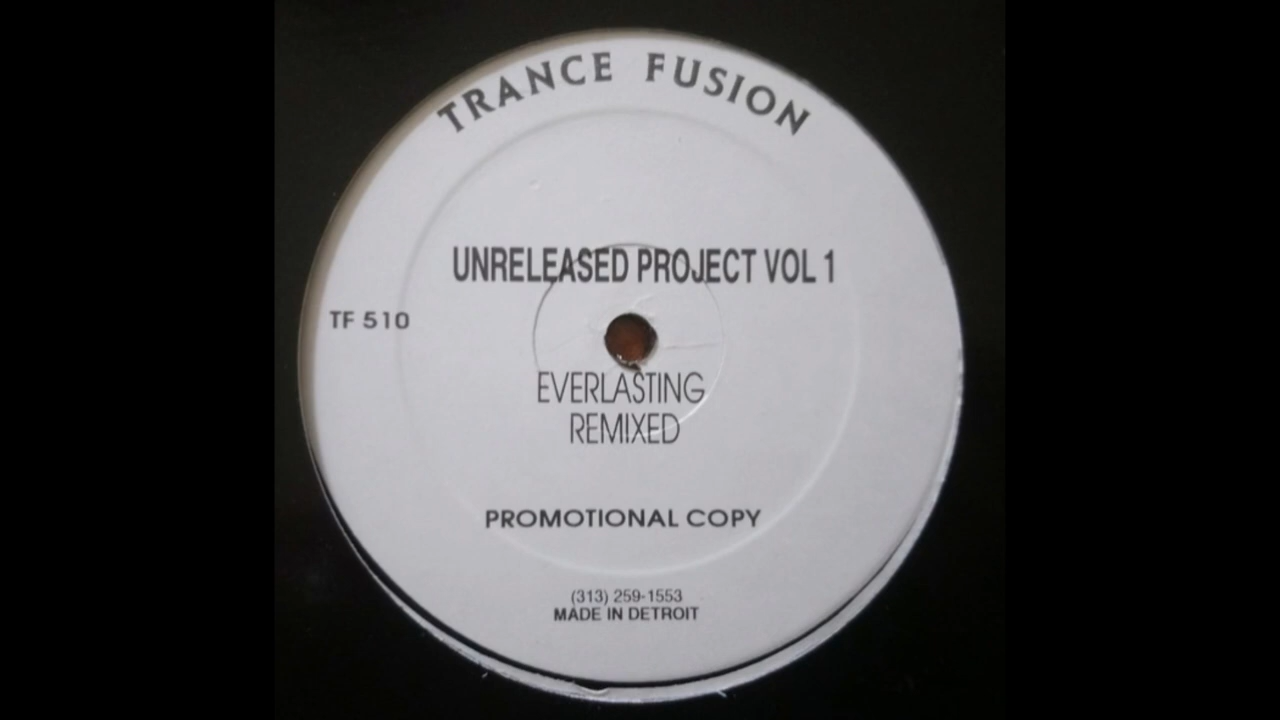 TRANCE FUSION
UNRELEASED PROJECT VOL 1
TF 510
EVERLASTING
REMIXED
PROMOTIONAL COPY
(313) 259-1553
MADE IN DETROIT